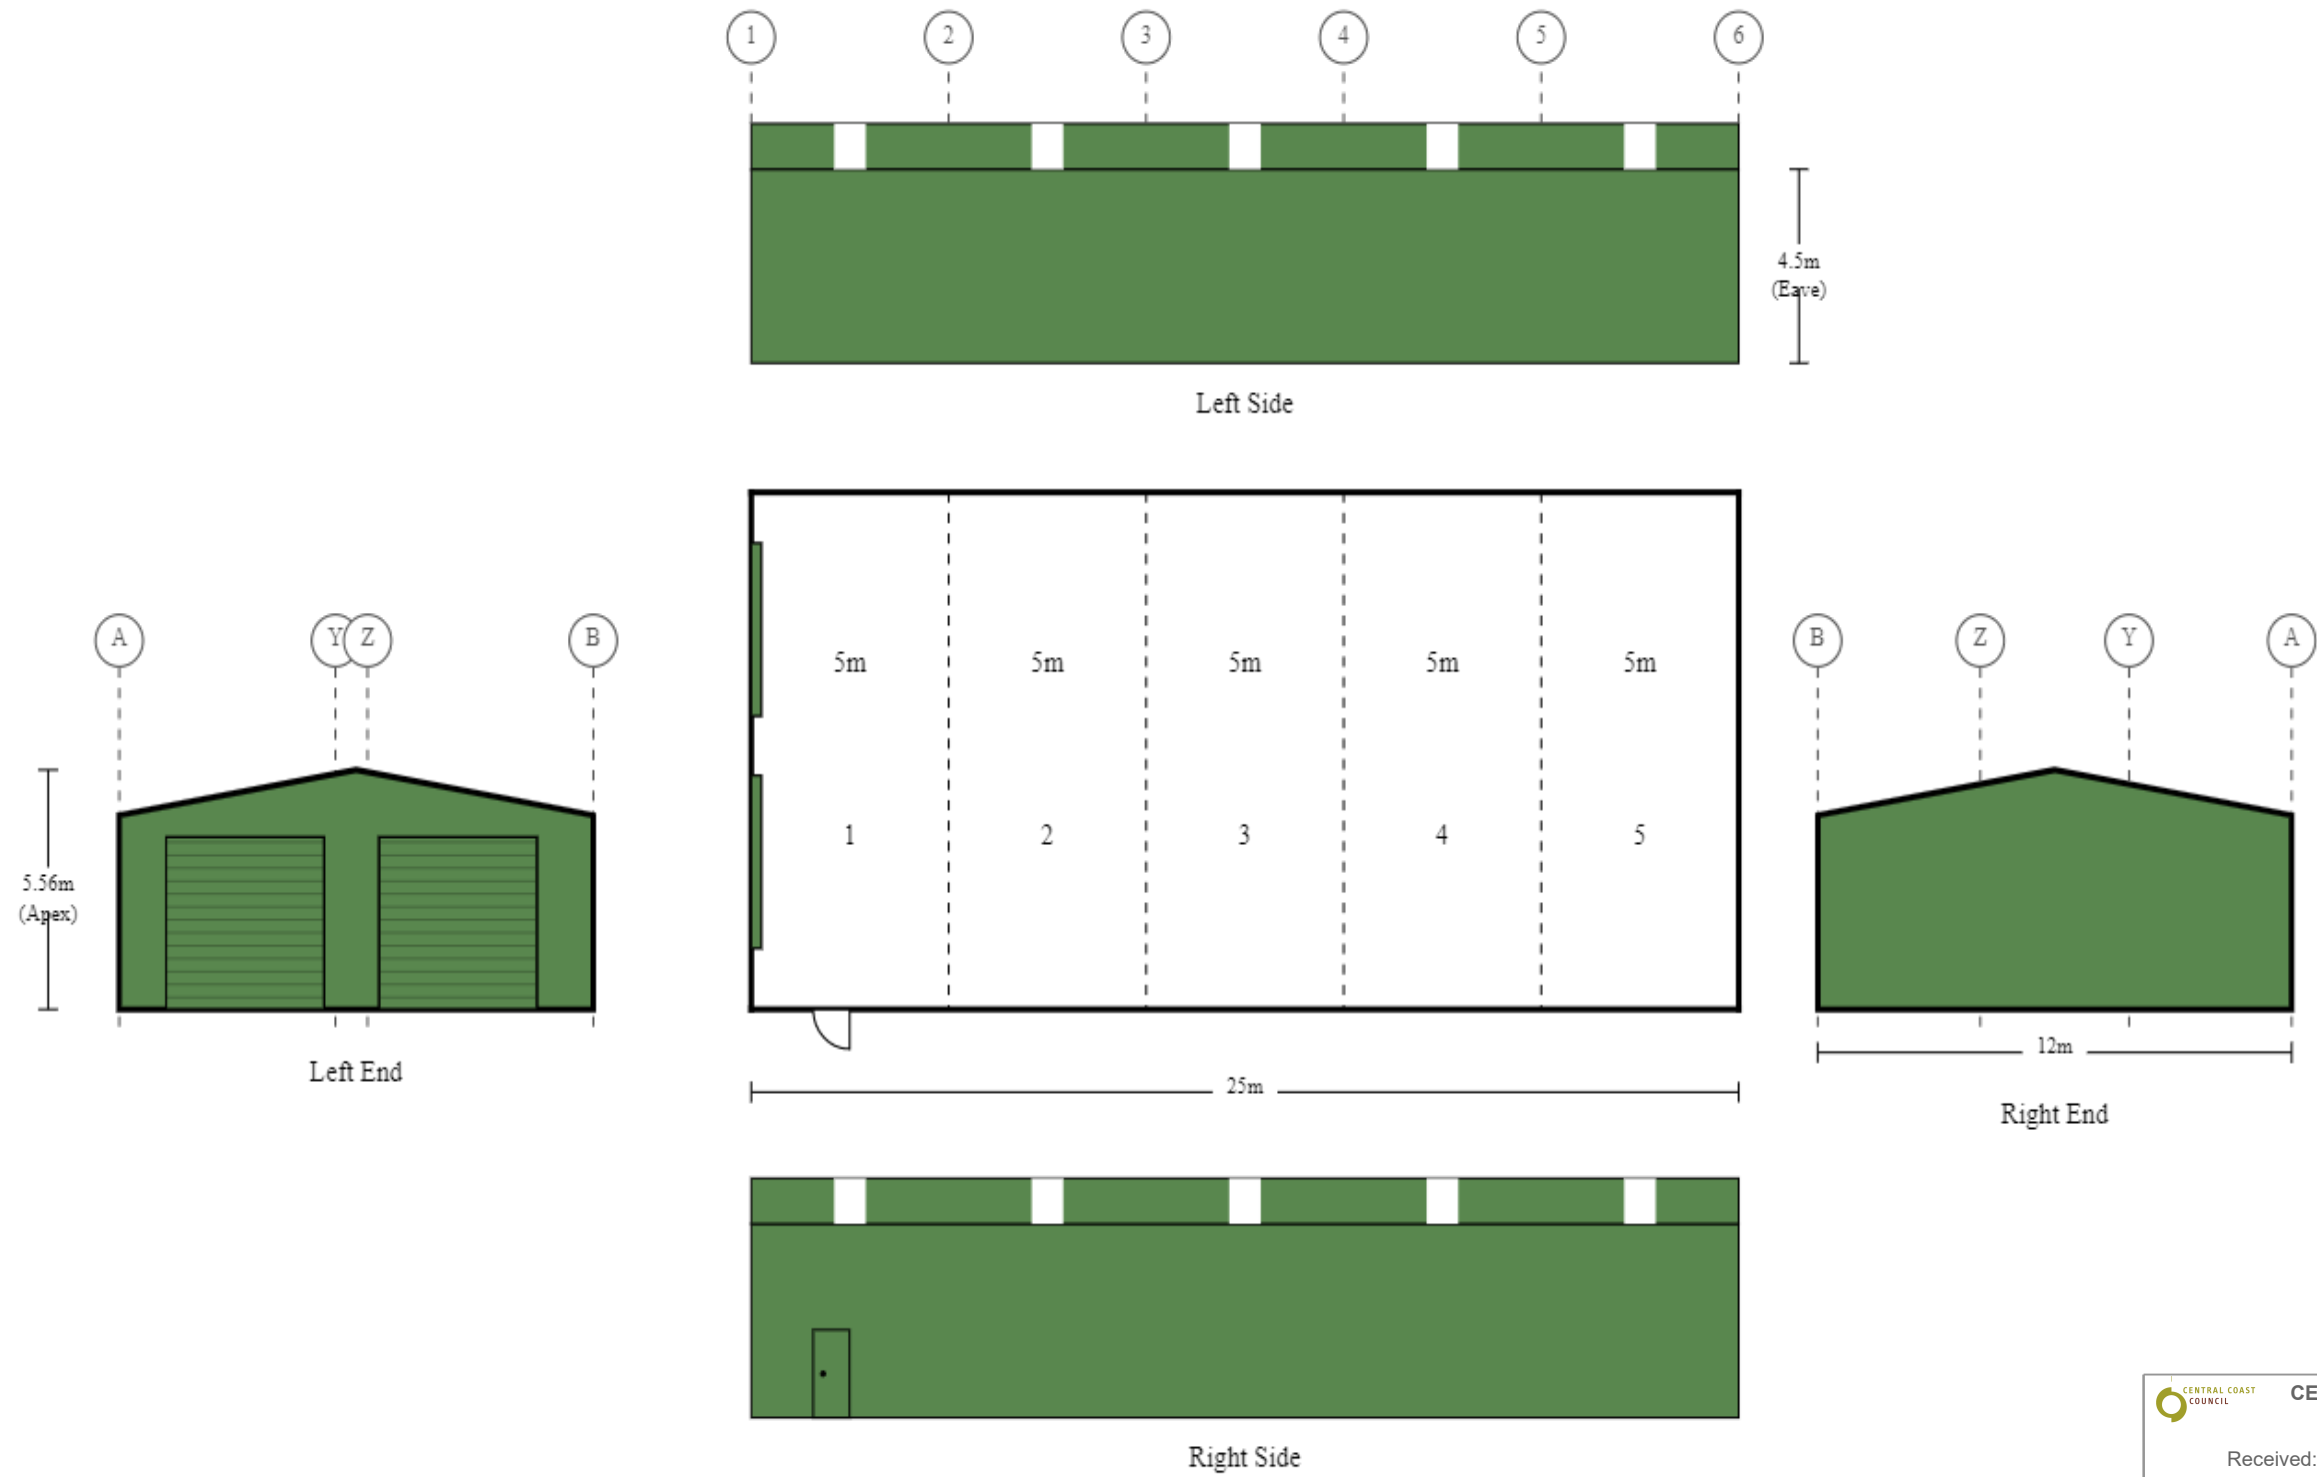 1 2 3 4 5 6
4.5m
(Eave)
Left Side
A Y Z B
5m 5m 5m 5m 5m
B Z Y A
1 2 3 4 5
5.56m
(Apex)
Left End
12m
25m
Right End
CENTRAL COAST
COUNCIL
CE
Right Side
Received: